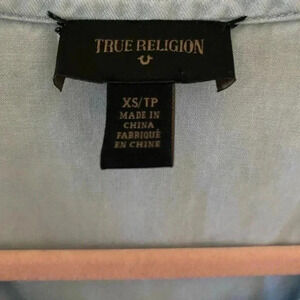 TRUE RELIGION
XS/TP
MADE IN
CHINA
FABRIQUÉ
EN CHINE